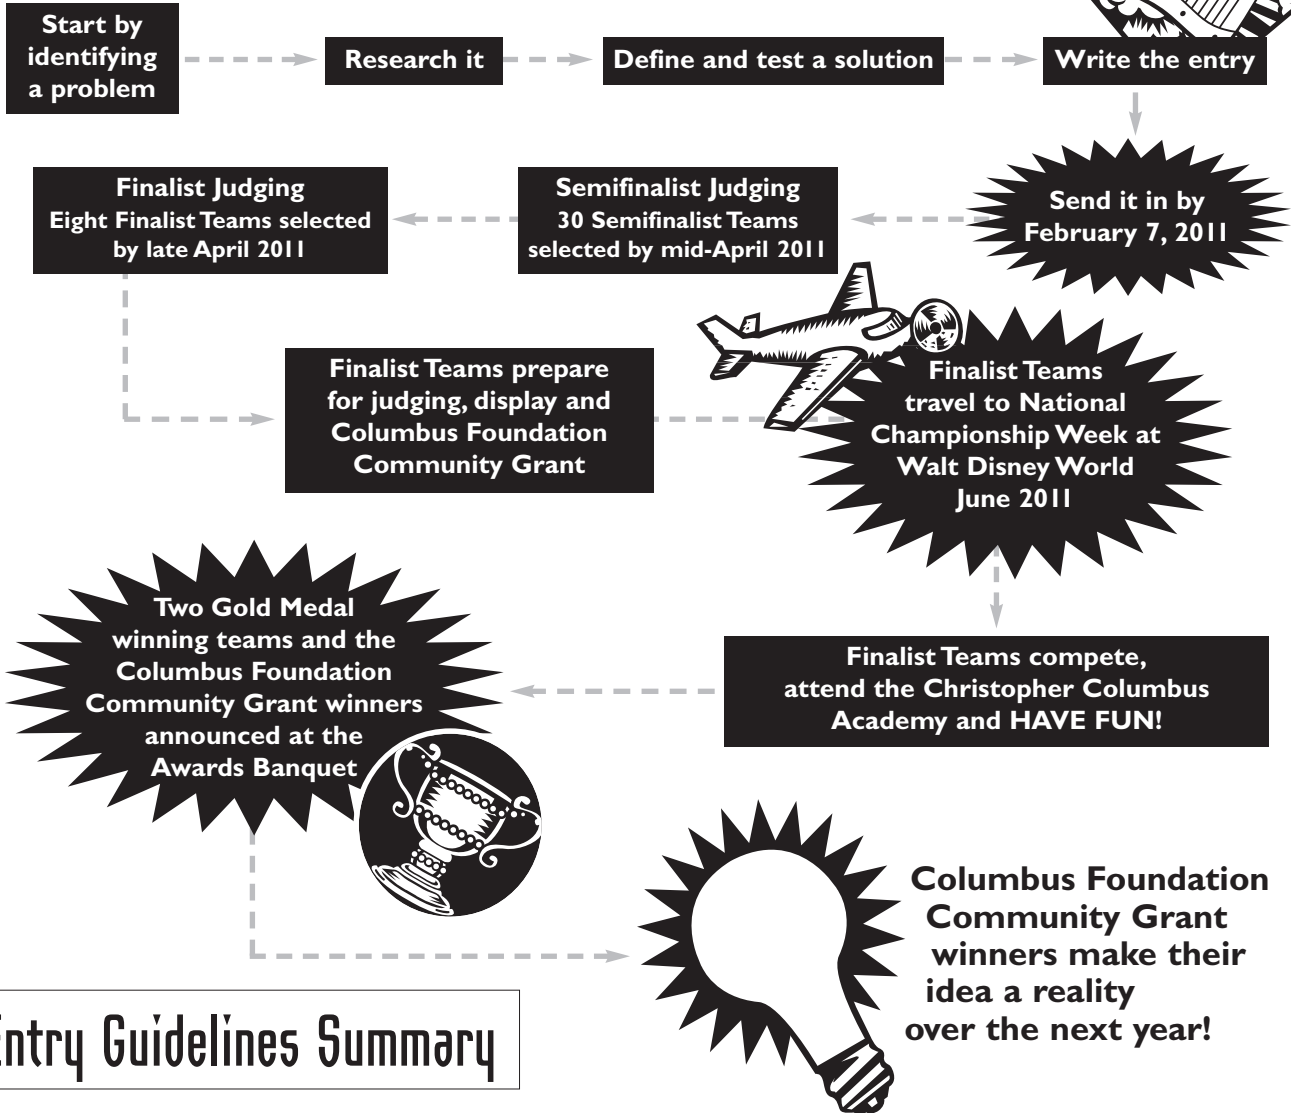 Start by
identifying
a problem
Research it
Define and test a solution
Write the entry
Send it in by
February 7, 2011
Semifinalist Judging
30 Semifinalist Teams
selected by mid-April 2011
Finalist Judging
Eight Finalist Teams selected
by late April 2011
Finalist Teams prepare
for judging, display and
Columbus Foundation
Community Grant
Finalist Teams
travel to National
Championship Week at
Walt Disney World
June 2011
Finalist Teams compete,
attend the Christopher Columbus
Academy and HAVE FUN!
Two Gold Medal
winning teams and the
Columbus Foundation
Community Grant winners
announced at the
Awards Banquet
Columbus Foundation
Community Grant
winners make their
idea a reality
over the next year!
Entry Guidelines Summary